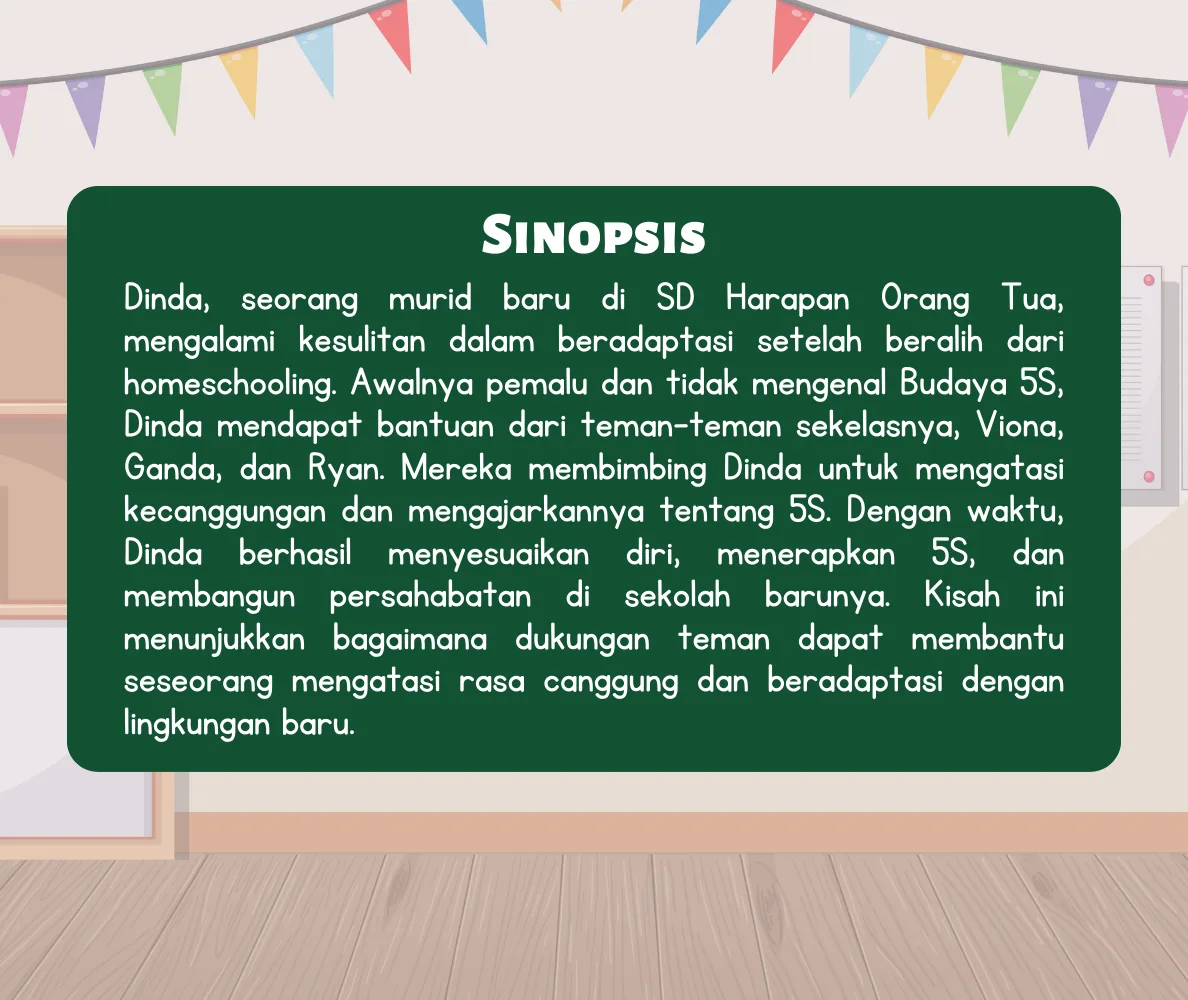 Sinopsis
Dinda, seorang murid baru di SD Harapan Orang Tua,
mengalami kesulitan dalam beradaptasi setelah beralih dari
homeschooling. Awalnya pemalu dan tidak mengenal Budaya 5S,
Dinda mendapat bantuan dari teman-teman sekelasnya, Viona,
Ganda, dan Ryan. Mereka membimbing Dinda untuk mengatasi
kecanggungan dan mengajarkannya tentang 5S. Dengan waktu,
Dinda berhasil menyesuaikan diri, menerapkan 5S, dan
membangun persahabatan di sekolah barunya. Kisah ini
menunjukkan bagaimana dukungan teman dapat membantu
seseorang mengatasi rasa canggung dan beradaptasi dengan
lingkungan baru.